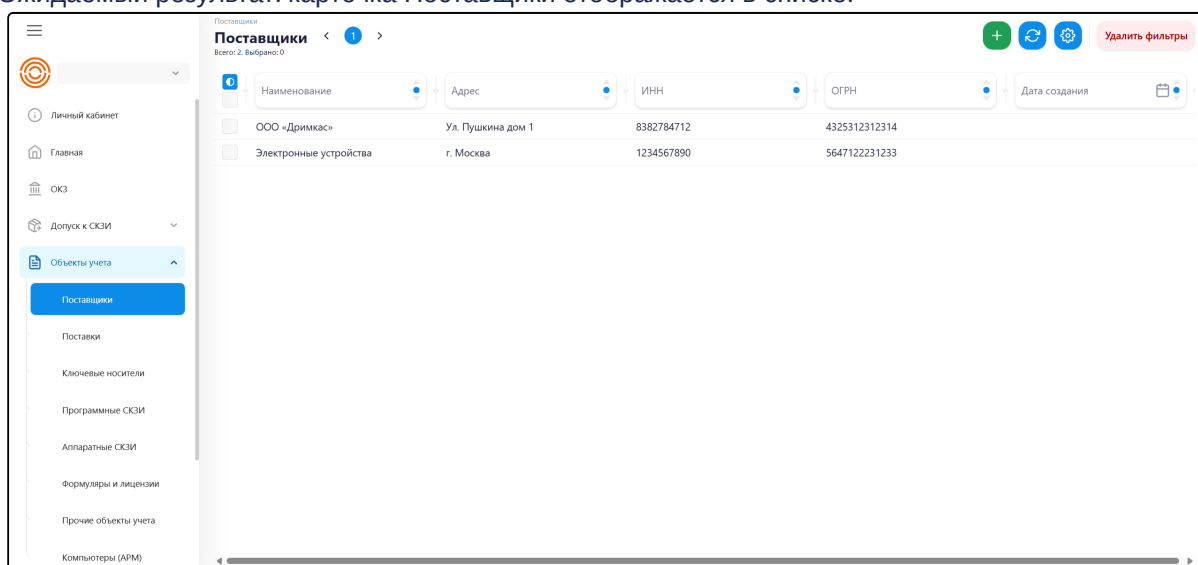 Ожидаемый результат: карточка Поставщики отображается в списке.
Поставщики
Поставщики 1
Всего: 2. Выбрано: 0
Удалить фильтры
Наименование Адрес ИНН ОГРН Дата создания
ООО «Дримкас» Ул. Пушкина дом 1 8382784712 4325312312314
Электронные устройства г. Москва 1234567890 5647122231233
Личный кабинет
Главная
ОКЗ
Допуск к СКЗИ
Объекты учета
Поставщики
Поставки
Ключевые носители
Программные СКЗИ
Аппаратные СКЗИ
Формуляры и лицензии
Прочие объекты учета
Компьютеры (АРМ)